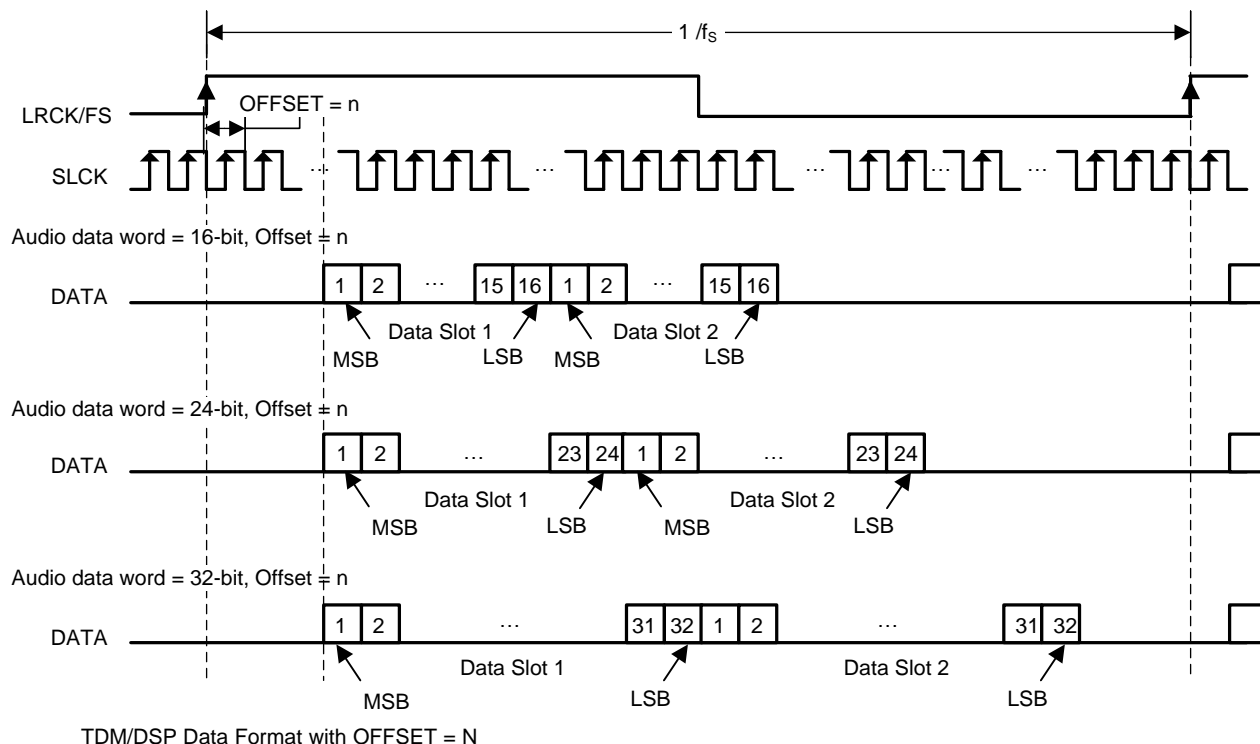 1 /fS
LRCK/FS
OFFSET = n
SLCK
... ... ... ... ... ...
Audio data word = 16-bit, Offset = n
DATA
1 2 ... 15 16 1 2 ... 15 16
Data Slot 1 Data Slot 2
MSB LSB MSB LSB
Audio data word = 24-bit, Offset = n
DATA
1 2 ... 23 24 1 2 ... 23 24
Data Slot 1 Data Slot 2
MSB LSB MSB LSB
Audio data word = 32-bit, Offset = n
DATA
1 2 ... 31 32 1 2 ... 31 32
Data Slot 1 Data Slot 2
MSB LSB LSB
TDM/DSP Data Format with OFFSET = N